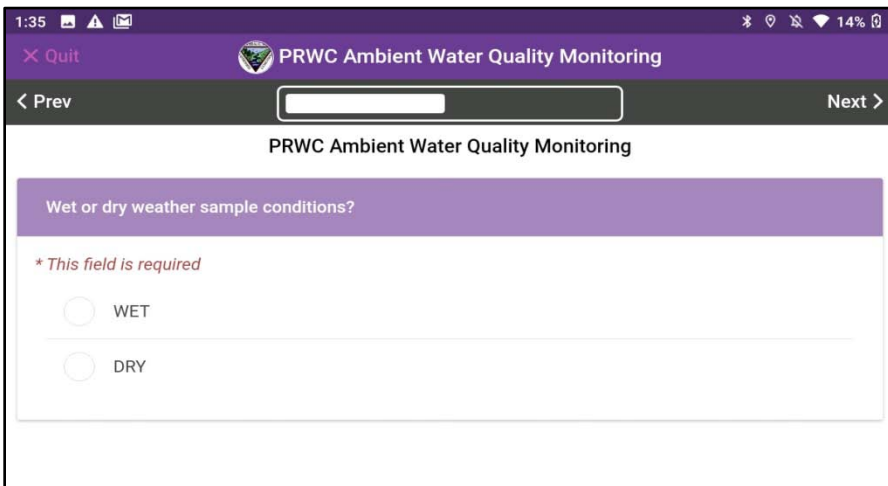 1:35 14%
× Quit PRWC Ambient Water Quality Monitoring
< Prev Next >
PRWC Ambient Water Quality Monitoring
Wet or dry weather sample conditions?
* This field is required
WET
DRY